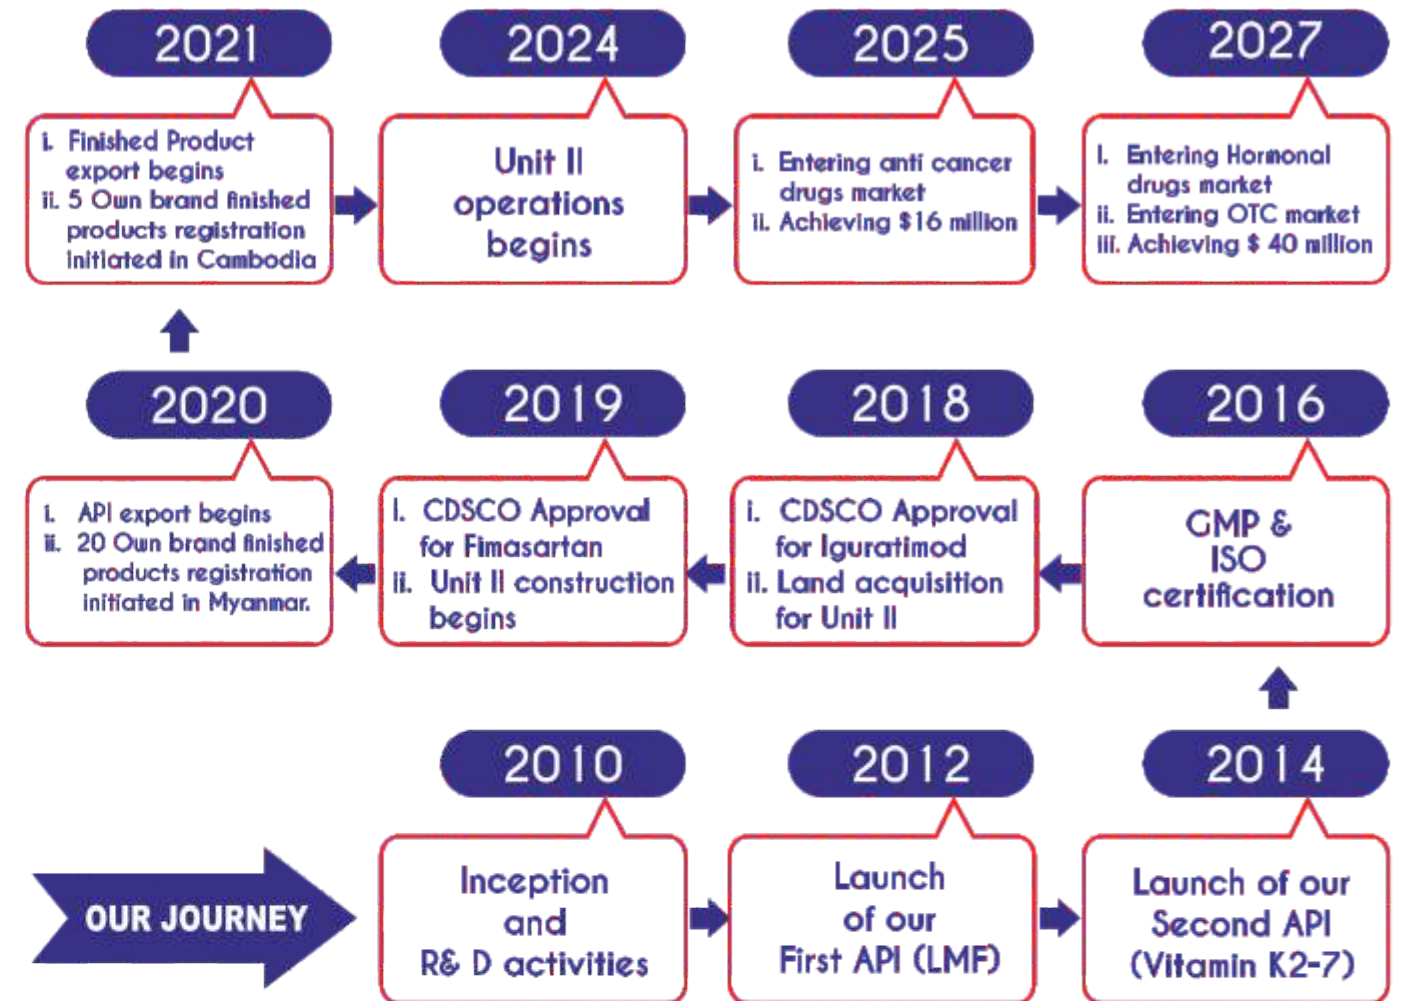 2021
i. Finished Product
export begins
ii. 5 Own brand finished
products registration
initiated in Cambodia
2024
Unit II
operations
begins
2025
i. Entering anti cancer
drugs market
ii. Achieving $16 million
2027
I. Entering Hormonal
drugs market
ii. Entering OTC market
iii. Achieving $ 40 million
2020
i. API export begins
ii. 20 Own brand finished
products registration
initiated in Myanmar.
2019
I. CDSCO Approval
for Fimasartan
ii. Unit II construction
begins
2018
i. CDSCO Approval
for Iguratimod
ii. Land acquisition
for Unit II
2016
GMP &
ISO
certification
OUR JOURNEY
2010
Inception
and
R& D activities
2012
Launch
of our
First API (LMF)
2014
Launch of our
Second API
(Vitamin K2-7)